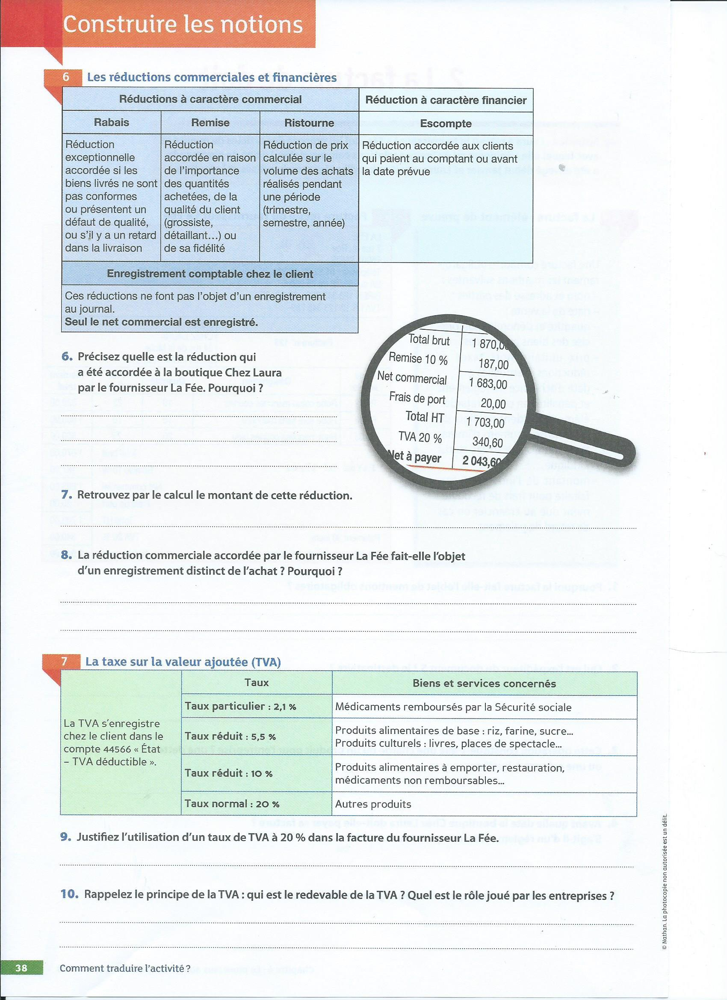 Construire les notions
6 Les réductions commerciales et financières
Réductions à caractère commercial
Réduction à caractère financier
Rabais
Remise
Ristourne
Escompte
Réduction
exceptionnelle
accordée si les
biens livrés ne sont
pas conformes
ou présentent un
défaut de qualité,
ou s'il y a un retard
dans la livraison
Réduction
accordée en raison
de l'importance
des quantités
achetées, de la
qualité du client
(grossiste,
détaillant...) ou
de sa fidélité
Réduction de prix
calculée sur le
volume des achats
réalisés pendant
une période
(trimestre,
semestre, année)
Réduction accordée aux clients
qui paient au comptant ou avant
la date prévue
Enregistrement comptable chez le client
Ces réductions ne font pas l'objet d'un enregistrement
au journal.
Seul le net commercial est enregistré.
6. Précisez quelle est la réduction qui
a été accordée à la boutique Chez Laura
par le fournisseur La Fée. Pourquoi ?
Total brut 1 870,00
Remise 10 % 187,00
Net commercial 1 683,00
Frais de port 20,00
Total HT 1 703,00
TVA 20 % 340,60
Net à payer 2 043,60
7. Retrouvez par le calcul le montant de cette réduction.
8. La réduction commerciale accordée par le fournisseur La Fée fait-elle l'objet
d'un enregistrement distinct de l'achat ? Pourquoi ?
7 La taxe sur la valeur ajoutée (TVA)
La TVA s'enregistre
chez le client dans le
compte 44566 « État
– TVA déductible ».
Taux
Biens et services concernés
Taux particulier : 2,1 %
Médicaments remboursés par la Sécurité sociale
Taux réduit : 5,5 %
Produits alimentaires de base : riz, farine, sucre...
Produits culturels : livres, places de spectacle...
Taux réduit : 10 %
Produits alimentaires à emporter, restauration,
médicaments non remboursables...
Taux normal : 20 %
Autres produits
9. Justifiez l'utilisation d'un taux de TVA à 20 % dans la facture du fournisseur La Fée.
10. Rappelez le principe de la TVA : qui est le redevable de la TVA ? Quel est le rôle joué par les entreprises ?
© Nathan. La photocopie non autorisée est un délit.
38 Comment traduire l'activité ?